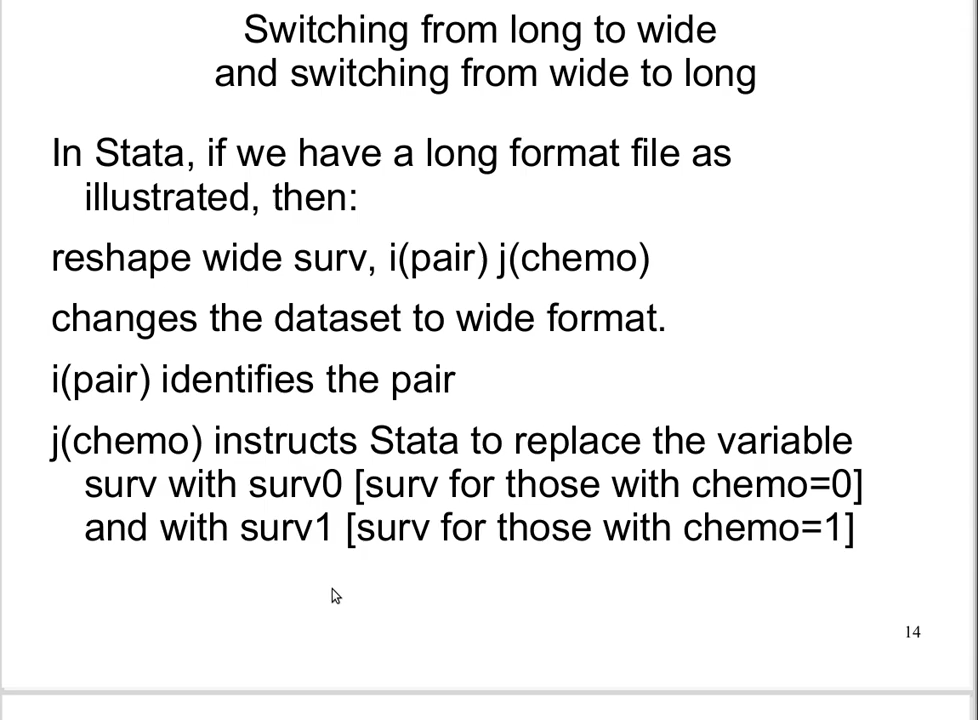 Switching from long to wide
and switching from wide to long
In Stata, if we have a long format file as
illustrated, then:
reshape wide surv, i(pair) j(chemo)
changes the dataset to wide format.
i(pair) identifies the pair
j(chemo) instructs Stata to replace the variable
surv with surv0 [surv for those with chemo=0]
and with surv1 [surv for those with chemo=1]
14